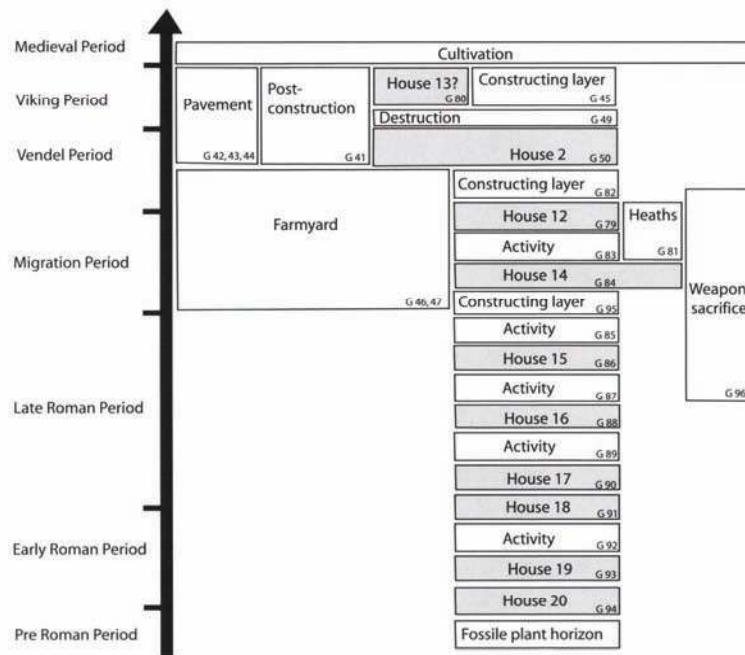 Medieval Period
Cultivation
Viking Period
Pavement
G 42, 43, 44
Post-
construction
G 41
House 13?
G 80
Constructing layer
G 45
Destruction
G 49
Vendel Period
House 2
G 50
Farmyard
G 46, 47
Constructing layer
G 82
House 12
G 79
Heaths
G 81
Activity
G 83
Migration Period
House 14
G 84
Weapon
sacrifice
G 96
Constructing layer
G 95
Activity
G 85
House 15
G 86
Activity
G 87
Late Roman Period
House 16
G 88
Activity
G 89
House 17
G 90
House 18
G 91
Activity
G 92
Early Roman Period
House 19
G 93
House 20
G 94
Pre Roman Period
Fossile plant horizon